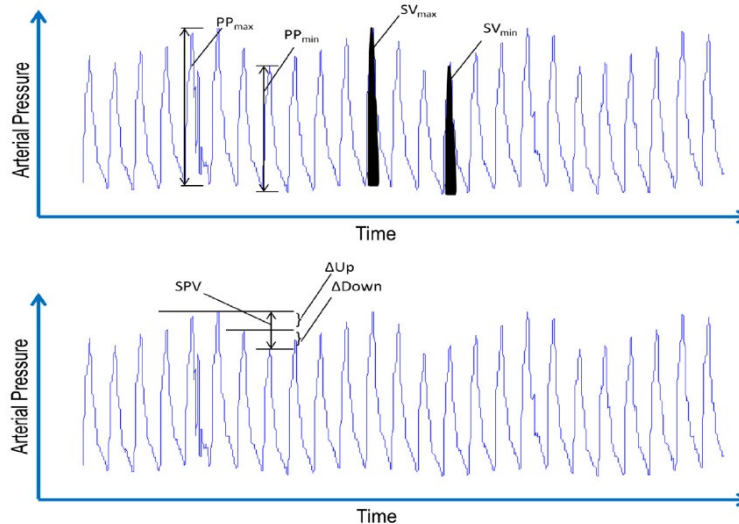 PPmax
PPmin
SVmax
SVmin
Arterial Pressure
Time
ΔUp
SPV
ΔDown
Arterial Pressure
Time